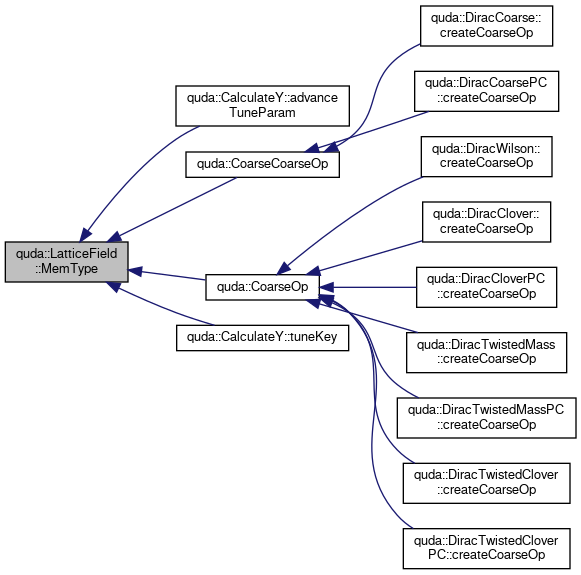 quda::DiracCoarse::
createCoarseOp
quda::DiracCoarsePC
::createCoarseOp
quda::CalculateY::advance
TuneParam
quda::DiracWilson::
createCoarseOp
quda::CoarseCoarseOp
quda::DiracClover::
createCoarseOp
quda::LatticeField
::MemType
quda::DiracCloverPC
::createCoarseOp
quda::CoarseOp
quda::CalculateY::tuneKey
quda::DiracTwistedMass
::createCoarseOp
quda::DiracTwistedMassPC
::createCoarseOp
quda::DiracTwistedClover
::createCoarseOp
quda::DiracTwistedClover
PC::createCoarseOp